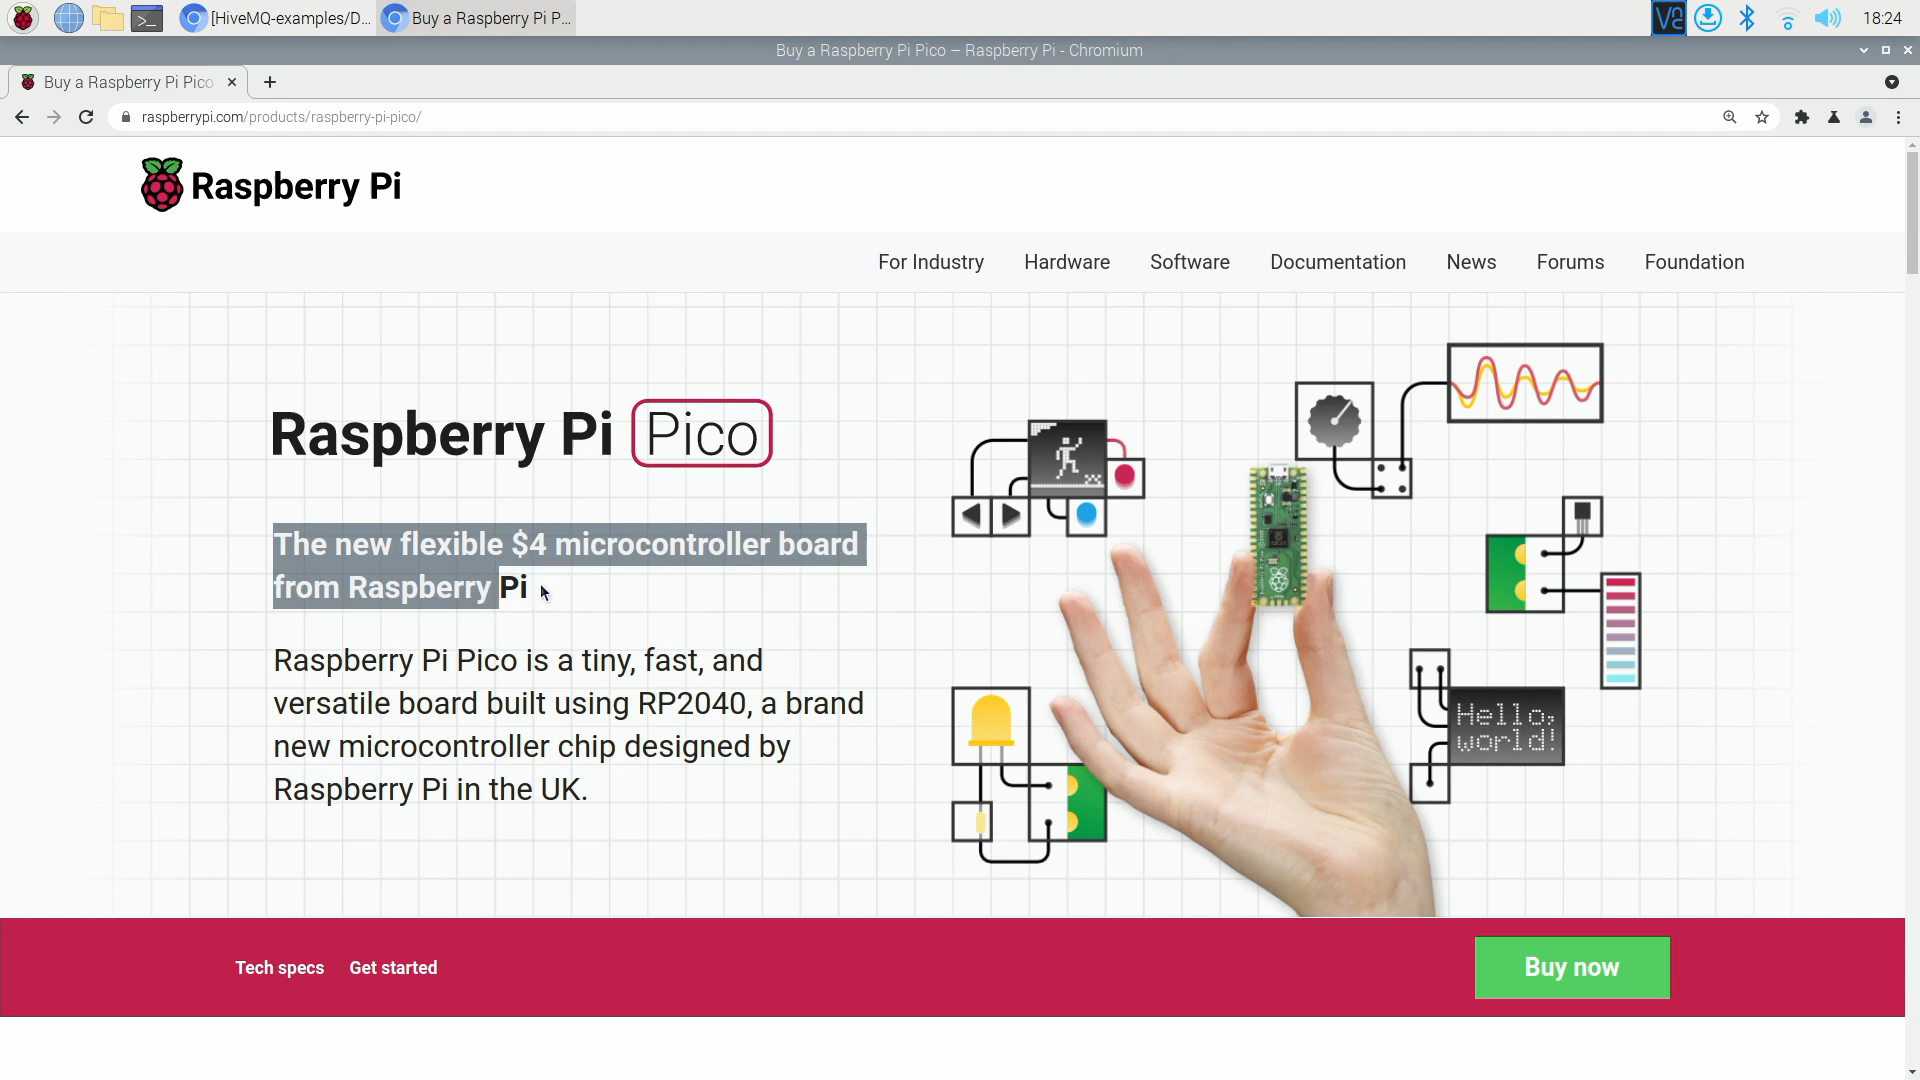 [HiveMQ-examples/D...
Buy a Raspberry Pi P...
18:24
Buy a Raspberry Pi Pico – Raspberry Pi - Chromium
Buy a Raspberry Pi Pico
raspberrypi.com/products/raspberry-pi-pico/
Raspberry Pi
For Industry
Hardware
Software
Documentation
News
Forums
Foundation
Raspberry Pi Pico
The new flexible $4 microcontroller board
from Raspberry Pi
Raspberry Pi Pico is a tiny, fast, and
versatile board built using RP2040, a brand
new microcontroller chip designed by
Raspberry Pi in the UK.
Hello,
world!
Tech specs
Get started
Buy now